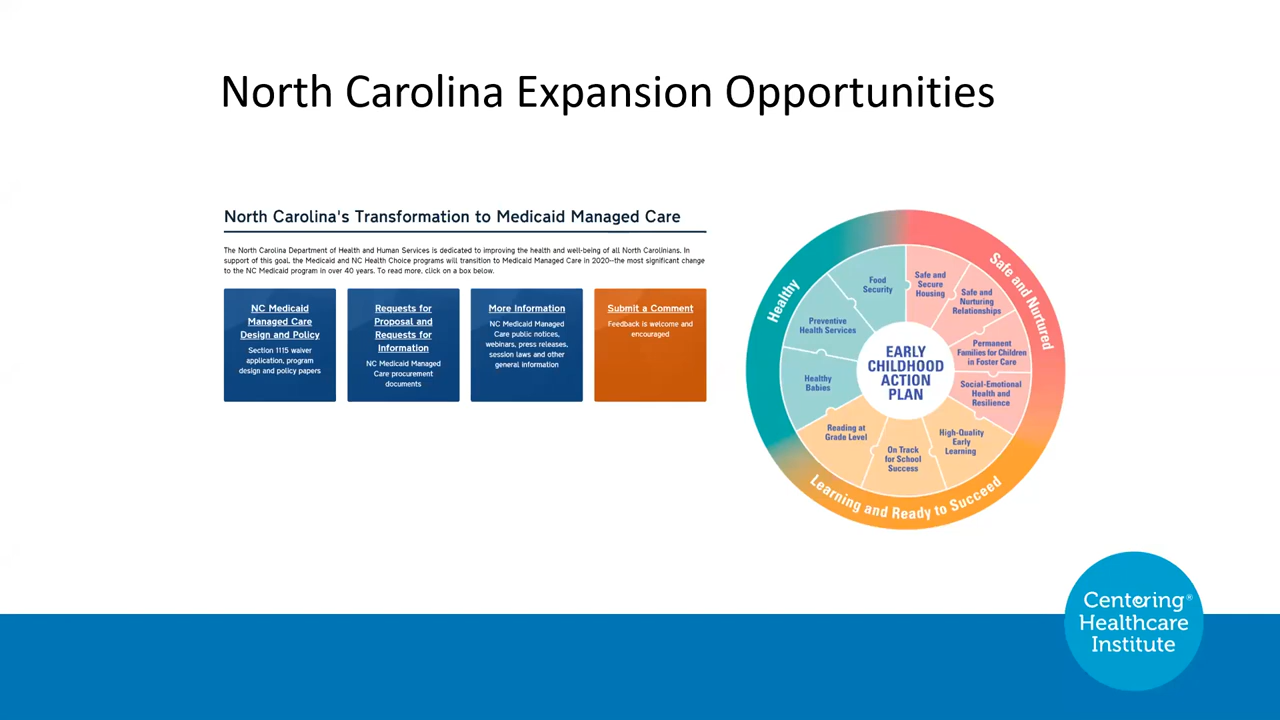 North Carolina Expansion Opportunities
North Carolina's Transformation to Medicaid Managed Care
The North Carolina Department of Health and Human Services is dedicated to improving the health and well-being of all North Carolinians. In
support of this goal, the Medicaid and NC Health Choice programs will transition to Medicaid Managed Care in 2020–the most significant change
to the NC Medicaid program in over 40 years. To read more, click on a box below.
NC Medicaid
Managed Care
Design and Policy
Section 1115 waiver
application, program
design and policy papers
Requests for
Proposal and
Requests for
Information
NC Medicaid Managed
Care procurement
documents
More Information
NC Medicaid Managed
Care public notices,
webinars, press releases,
session laws and other
general information
Submit a Comment
Feedback is welcome and
encouraged
Healthy
Safe and Nurtured
Learning and Ready to Succeed
Food
Security
Safe and
Secure
Housing
Safe and
Nurturing
Relationships
Permanent
Families for Children
in Foster Care
Social-Emotional
Health and
Resilience
High-Quality
Early
Learning
On Track
for School
Success
Reading at
Grade Level
Healthy
Babies
Preventive
Health Services
EARLY
CHILDHOOD
ACTION
PLAN
Centering®
Healthcare
Institute